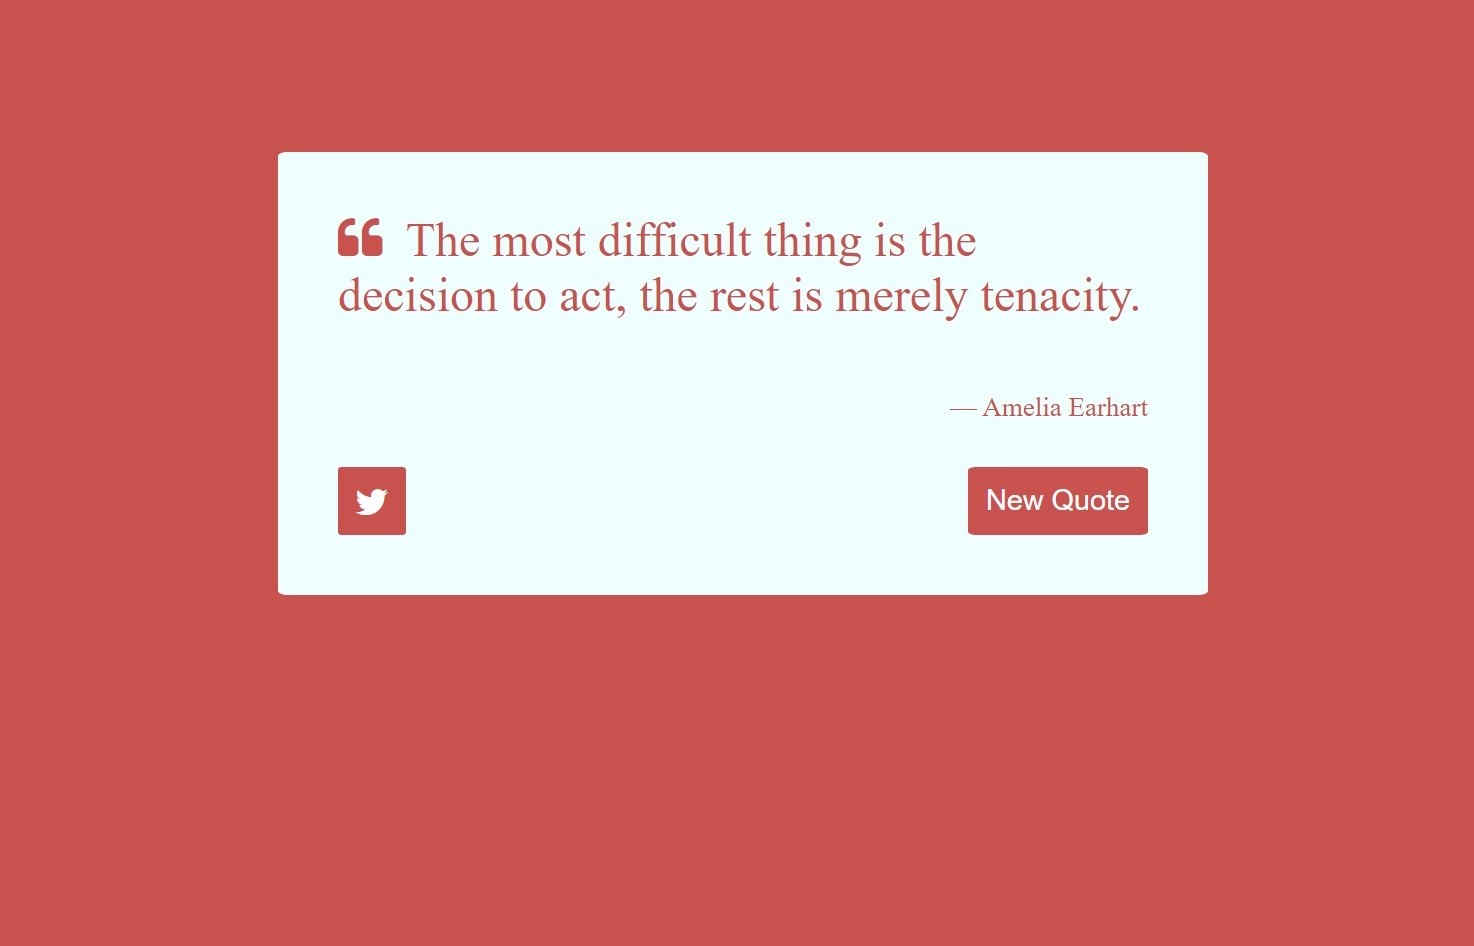 The most difficult thing is the
decision to act, the rest is merely tenacity.
— Amelia Earhart
New Quote